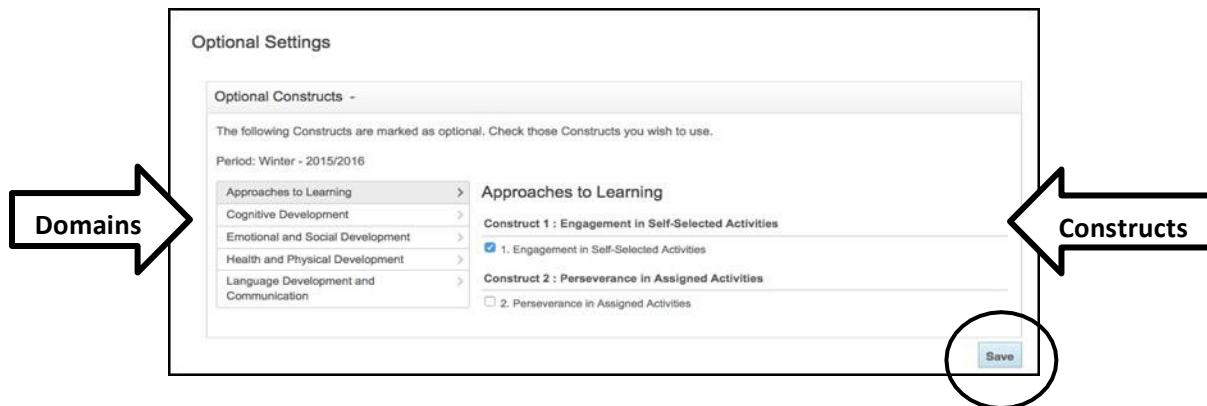 Optional Settings
Optional Constructs -
The following Constructs are marked as optional. Check those Constructs you wish to use.
Period: Winter - 2015/2016
Domains
Approaches to Learning >
Cognitive Development >
Emotional and Social Development >
Health and Physical Development >
Language Development and >
Communication
Approaches to Learning
Construct 1 : Engagement in Self-Selected Activities
1. Engagement in Self-Selected Activities
Construct 2 : Perseverance in Assigned Activities
2. Perseverance in Assigned Activities
Constructs
Save